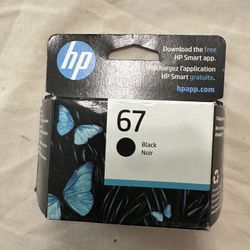 hp
Download the free
HP Smart app
Téléchargez l'application
HP Smart gratuite.
hpapp.com
67
Black
Noir